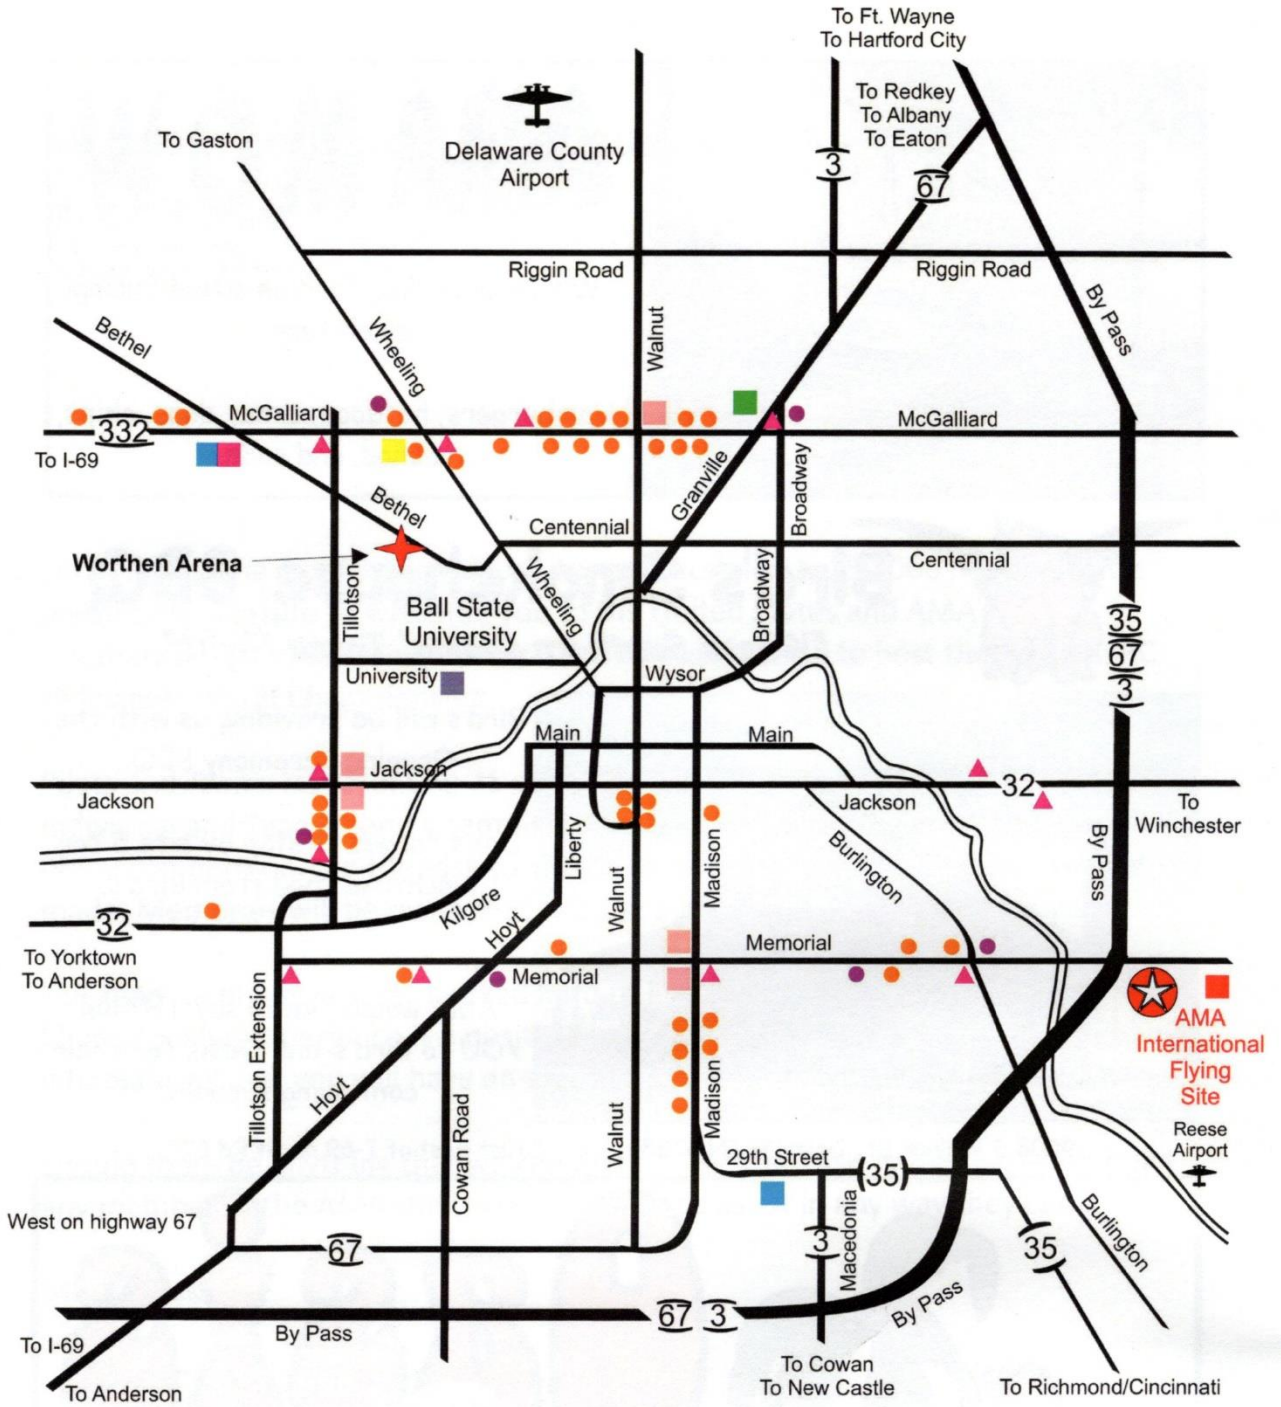 To Ft. Wayne
To Hartford City
To Redkey
To Albany
To Eaton
To Gaston
Delaware County
Airport
3
67
Riggin Road
Riggin Road
By Pass
Bethel
Wheeling
Walnut
332
McGalliard
McGalliard
To I-69
Granville
Broadway
Bethel
Centennial
Centennial
Worthen Arena
Tillotson
Wheeling
Broadway
Ball State
University
35
67
3
University
Wysor
Main
Main
Jackson
Jackson
Jackson
32
To
Winchester
Liberty
Walnut
Madison
Burlington
By Pass
Kilgore
Hoyt
32
To Yorktown
To Anderson
Memorial
Memorial
AMA
International
Flying
Site
Tillotson Extension
Hoyt
Cowan Road
Walnut
Madison
Reese
Airport
29th Street
35
West on highway 67
67
3
Macedonia
35
Burlington
By Pass
67 3
By Pass
To I-69
To Anderson
To Cowan
To New Castle
To Richmond/Cincinnati